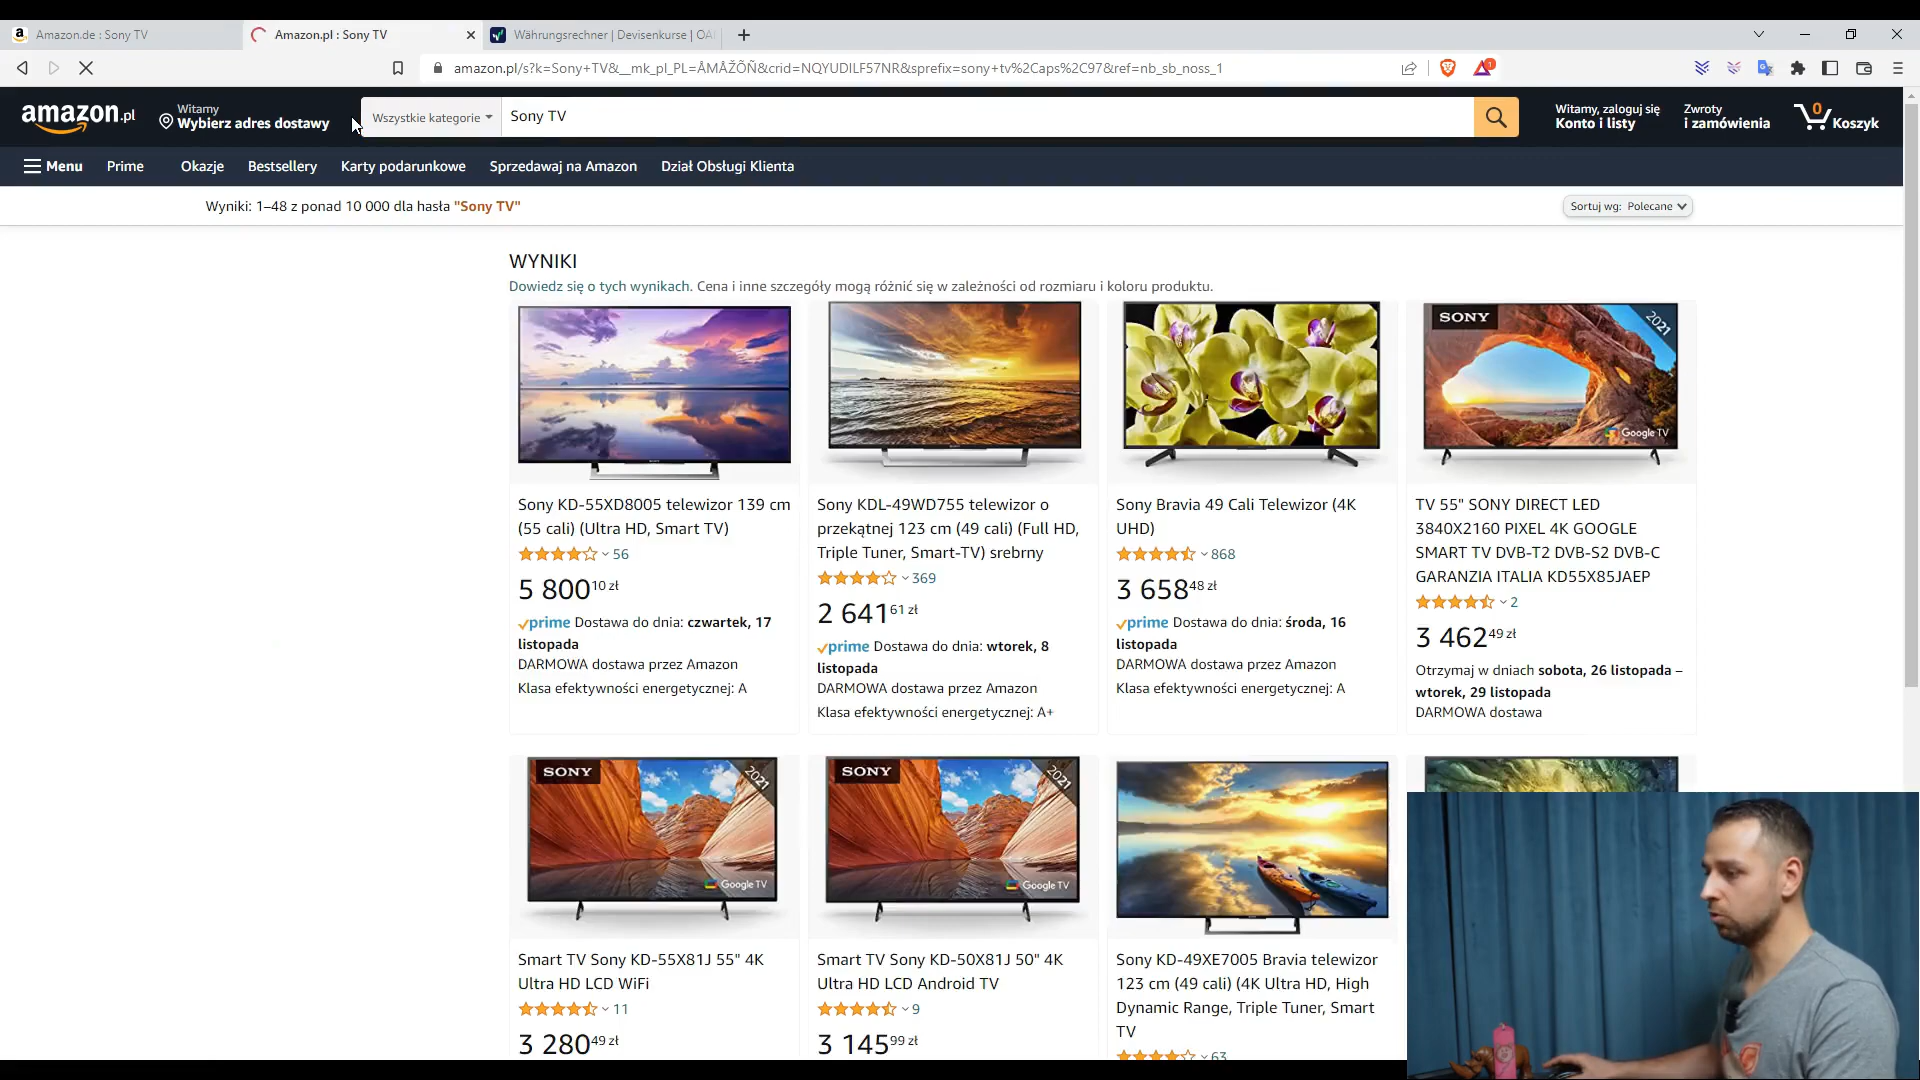 Amazon.de : Sony TV
Amazon.pl : Sony TV
Währungsrechner | Devisenkurse | OA
amazon.pl/s?k=Sony+TV&__mk_pl_PL=ÅMÅŽÕÑ&crid=NQYUDILF57NR&sprefix=sony+tv%2Caps%2C97&ref=nb_sb_noss_1
1
amazon.pl
Witamy
Wybierz adres dostawy
Wszystkie kategorie
Sony TV
Witamy, zaloguj się
Konto i listy
Zwroty
i zamówienia
0
Koszyk
Menu
Prime
Okazje
Bestsellery
Karty podarunkowe
Sprzedawaj na Amazon
Dział Obsługi Klienta
Wyniki: 1–48 z ponad 10 000 dla hasła "Sony TV"
Sortuj wg: Polecane
WYNIKI
Dowiedz się o tych wynikach. Cena i inne szczegóły mogą różnić się w zależności od rozmiaru i koloru produktu.
Sony KD-55XD8005 telewizor 139 cm
(55 cali) (Ultra HD, Smart TV)
56
5 800 10 zł
prime Dostawa do dnia: czwartek, 17
listopada
DARMOWA dostawa przez Amazon
Klasa efektywności energetycznej: A
Sony KDL-49WD755 telewizor o
przekątnej 123 cm (49 cali) (Full HD,
Triple Tuner, Smart-TV) srebrny
369
2 641 61 zł
prime Dostawa do dnia: wtorek, 8
listopada
DARMOWA dostawa przez Amazon
Klasa efektywności energetycznej: A+
Sony Bravia 49 Cali Telewizor (4K
UHD)
868
3 658 48 zł
prime Dostawa do dnia: środa, 16
listopada
DARMOWA dostawa przez Amazon
Klasa efektywności energetycznej: A
SONY
2021
Google TV
TV 55" SONY DIRECT LED
3840X2160 PIXEL 4K GOOGLE
SMART TV DVB-T2 DVB-S2 DVB-C
GARANZIA ITALIA KD55X85JAEP
2
3 462 49 zł
Otrzymaj w dniach sobota, 26 listopada –
wtorek, 29 listopada
DARMOWA dostawa
SONY
2021
Google TV
Smart TV Sony KD-55X81J 55" 4K
Ultra HD LCD WiFi
11
3 280 49 zł
SONY
2021
Google TV
Smart TV Sony KD-50X81J 50" 4K
Ultra HD LCD Android TV
9
3 145 99 zł
Sony KD-49XE7005 Bravia telewizor
123 cm (49 cali) (4K Ultra HD, High
Dynamic Range, Triple Tuner, Smart
TV
63